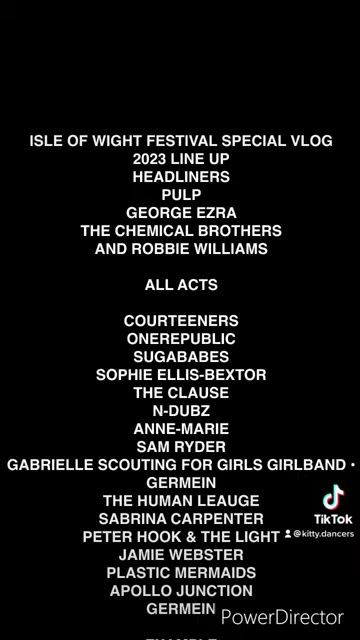 ISLE OF WIGHT FESTIVAL SPECIAL VLOG
2023 LINE UP
HEADLINERS
PULP
GEORGE EZRA
THE CHEMICAL BROTHERS
AND ROBBIE WILLIAMS
ALL ACTS
COURTEENERS
ONEREPUBLIC
SUGABABES
SOPHIE ELLIS-BEXTOR
THE CLAUSE
N-DUBZ
ANNE-MARIE
SAM RYDER
GABRIELLE SCOUTING FOR GIRLS GIRLBAND •
GERMEIN
THE HUMAN LEAUGE
SABRINA CARPENTER
PETER HOOK & THE LIGHT
JAMIE WEBSTER
PLASTIC MERMAIDS
APOLLO JUNCTION
GERMEIN
TikTok
@kitty.dancers
PowerDirector